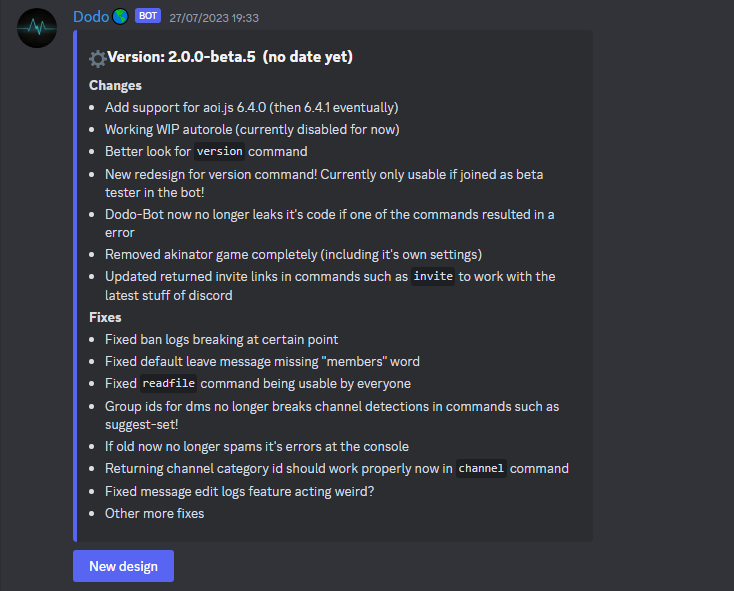 Dodo BOT 27/07/2023 19:33
Version: 2.0.0-beta.5 (no date yet)
Changes
• Add support for aoi.js 6.4.0 (then 6.4.1 eventually)
• Working WIP autorole (currently disabled for now)
• Better look for version command
• New redesign for version command! Currently only usable if joined as beta
tester in the bot!
• Dodo-Bot now no longer leaks it's code if one of the commands resulted in a
error
• Removed akinator game completely (including it's own settings)
• Updated returned invite links in commands such as invite to work with the
latest stuff of discord
Fixes
• Fixed ban logs breaking at certain point
• Fixed default leave message missing "members" word
• Fixed readfile command being usable by everyone
• Group ids for dms no longer breaks channel detections in commands such as
suggest-set!
• If old now no longer spams it's errors at the console
• Returning channel category id should work properly now in channel command
• Fixed message edit logs feature acting weird?
• Other more fixes
New design